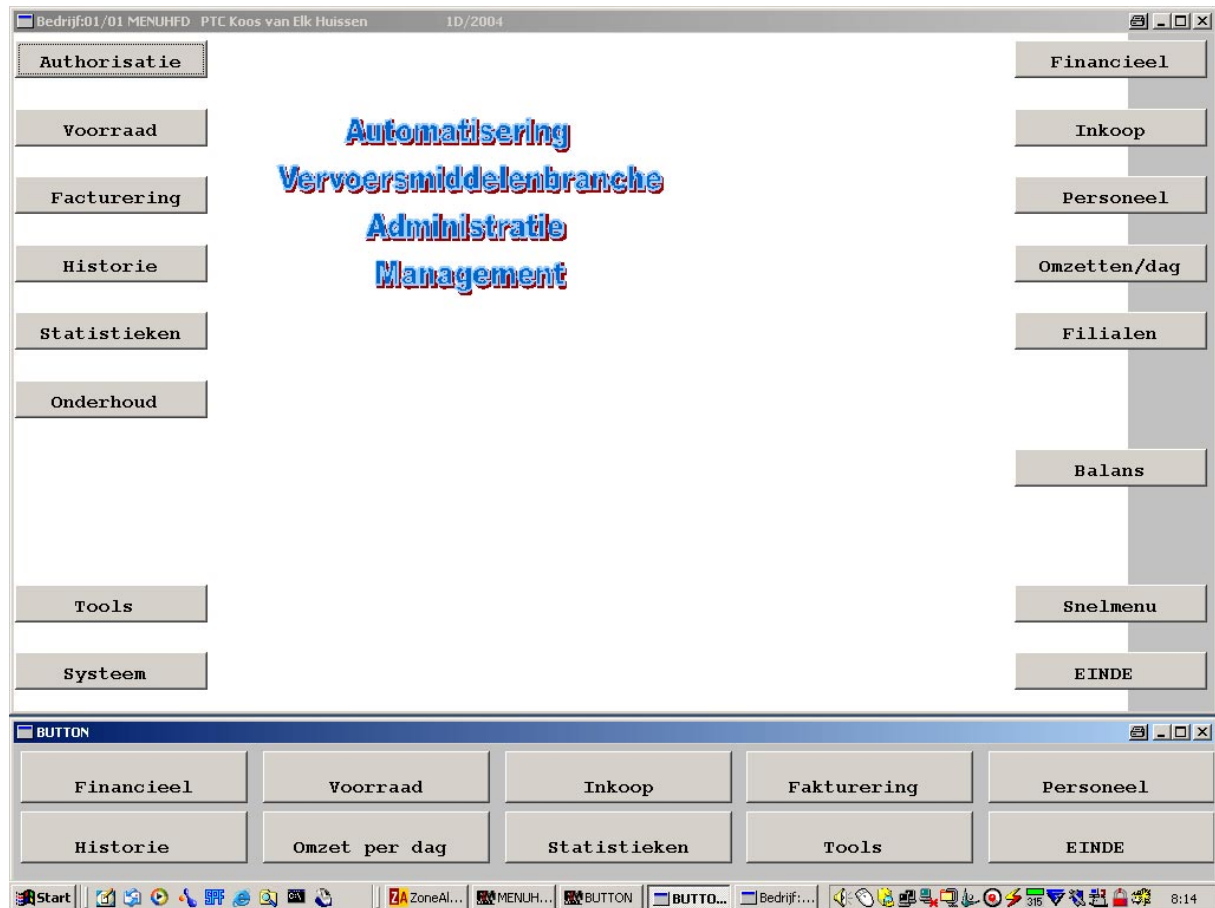 Bedrijf:01/01 MENUHFD PTC Koos van Elk Huissen 1D/2004
Authorisatie
Financieel
Voorraad
Automatisering
Inkoop
Vervoersmiddelenbranche
Facturering
Personeel
Administratie
Historie
Management
Omzetten/dag
Statistieken
Filialen
Onderhoud
Balans
Tools
Snelmenu
Systeem
EINDE
BUTTON
Financieel Voorraad Inkoop Fakturering Personeel
Historie Omzet per dag Statistieken Tools EINDE
Start ZoneAl... MENUH... BUTTON BUTTO... Bedrijf:... 315 8:14